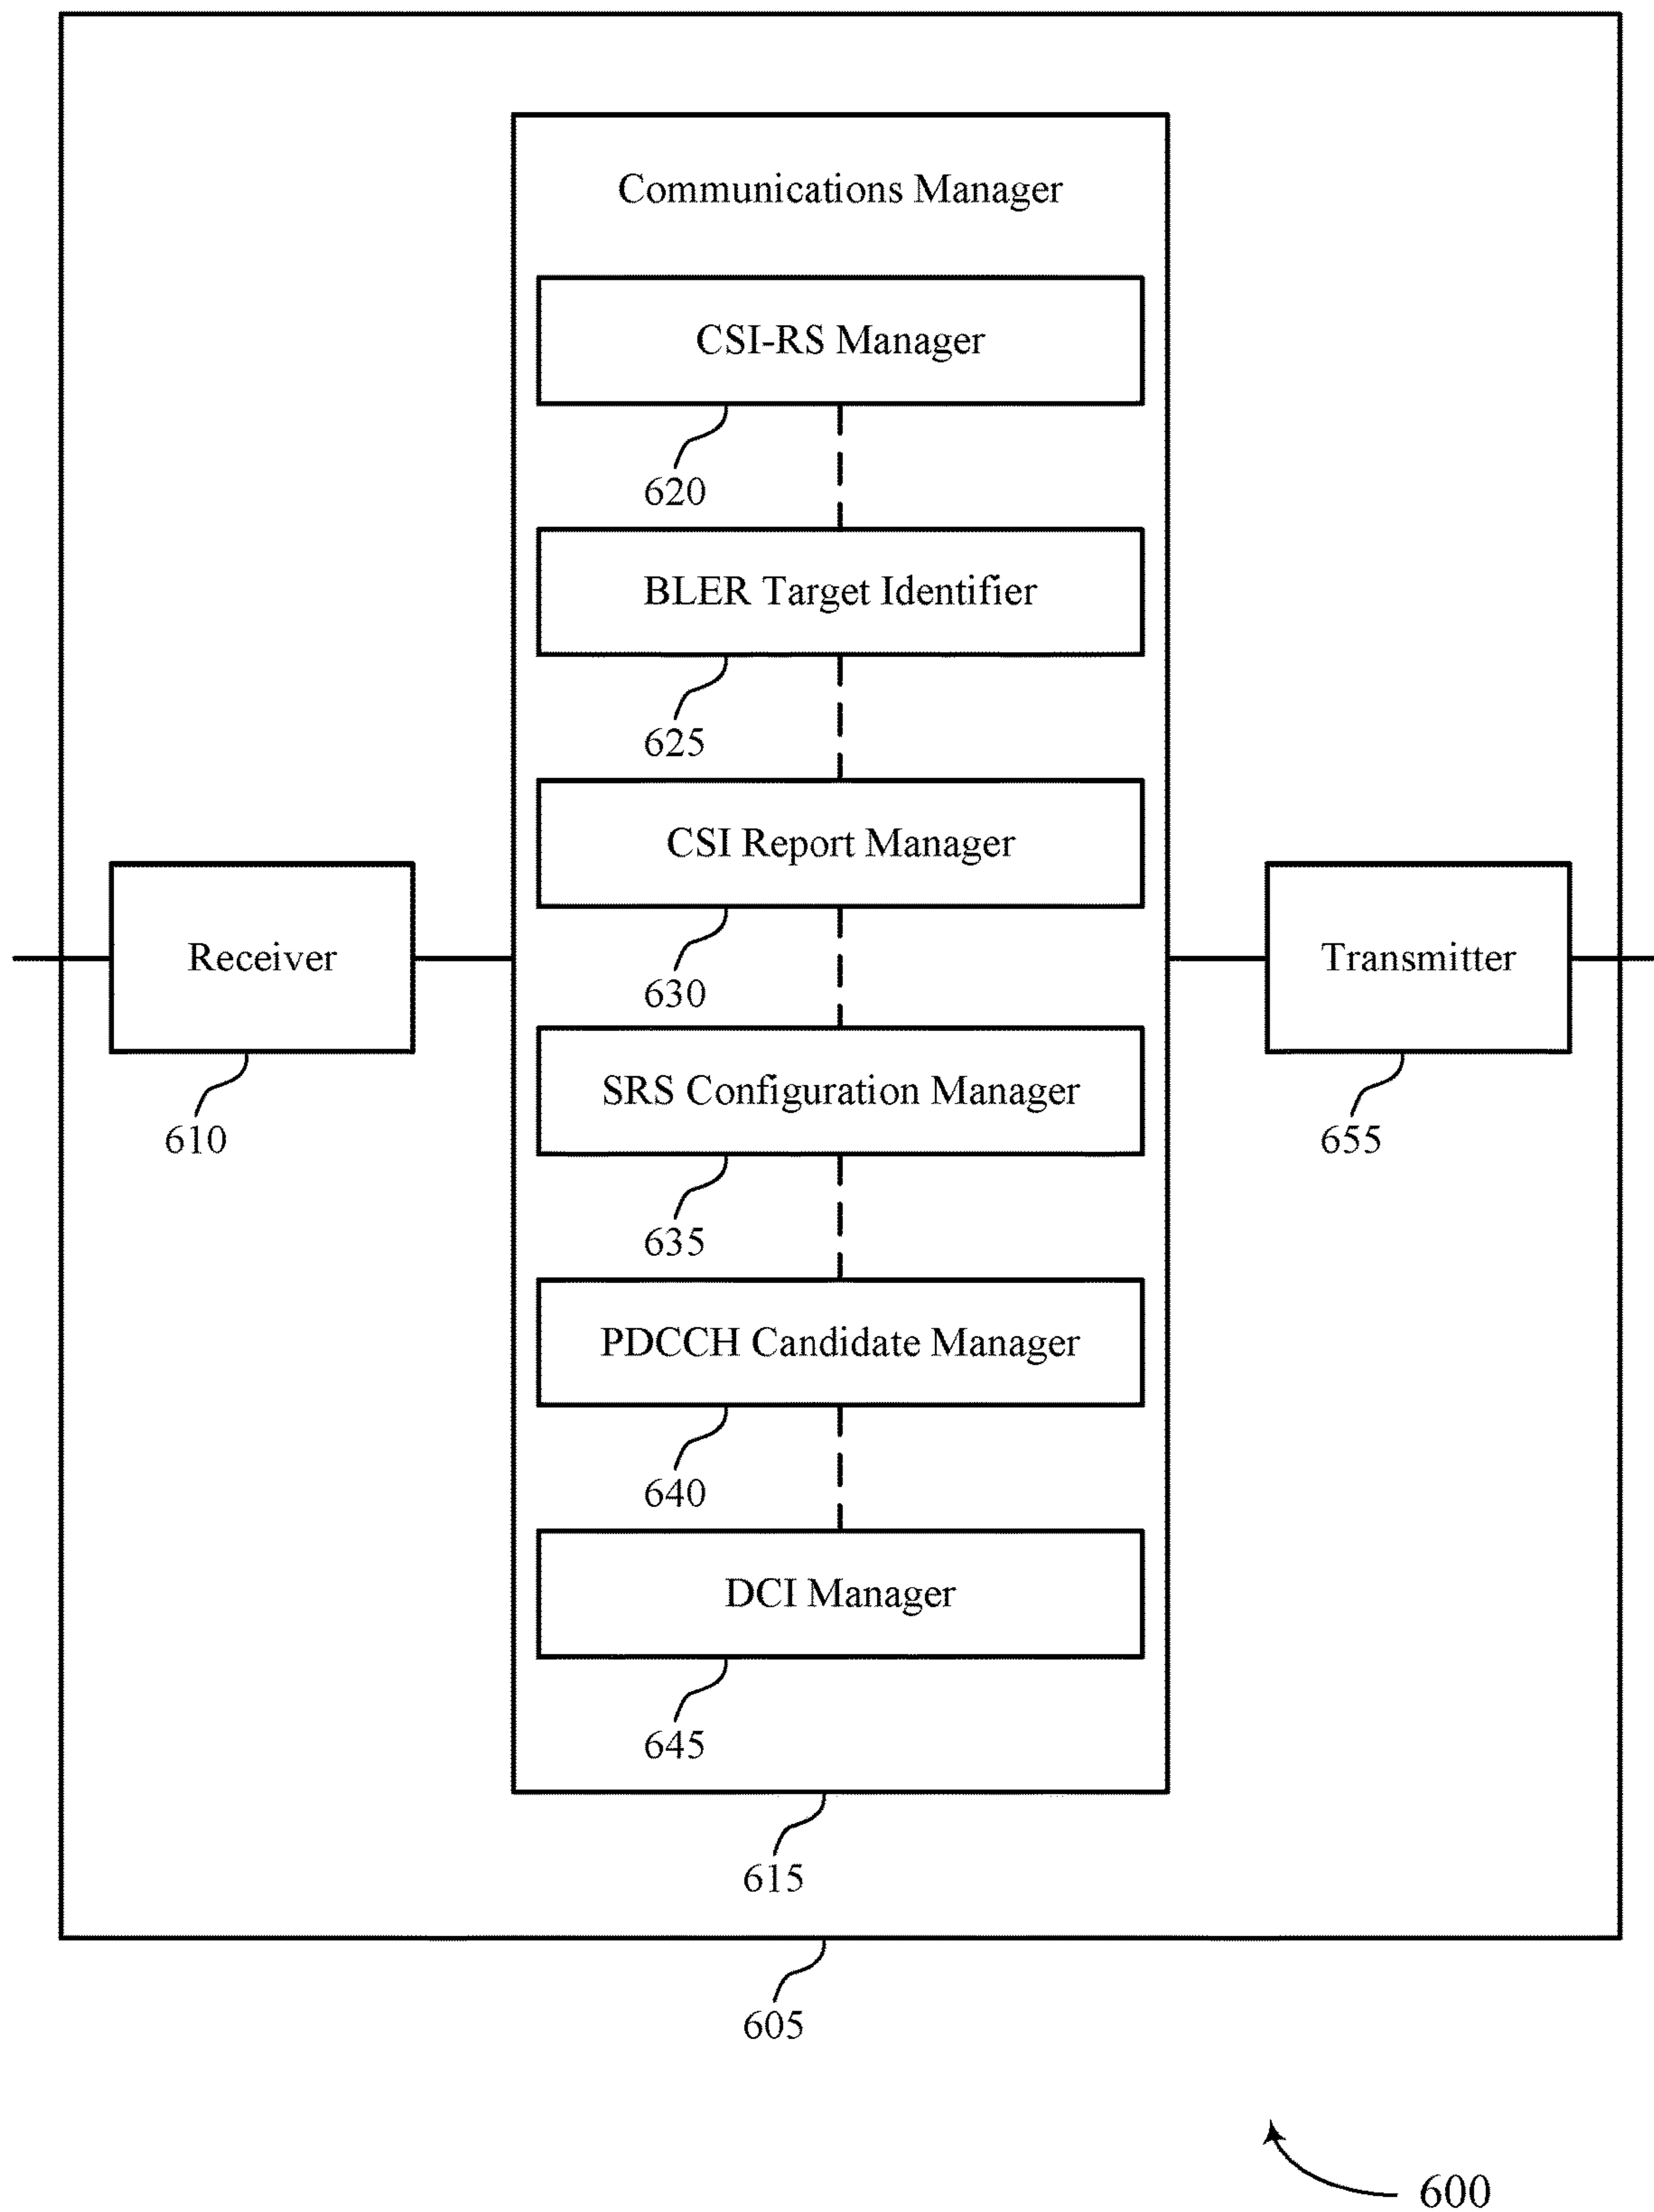 Communications Manager
CSI-RS Manager
620
BLER Target Identifier
625
CSI Report Manager
630
Receiver
610
Transmitter
655
SRS Configuration Manager
635
PDCCH Candidate Manager
640
DCI Manager
645
615
605
600